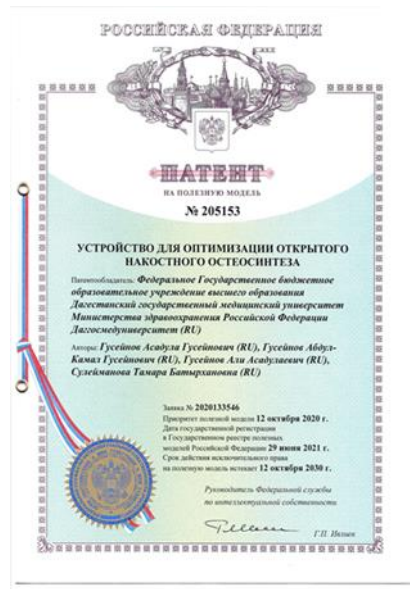 РОССИЙСКАЯ ФЕДЕРАЦИЯ
ПАТЕНТ
НА ПОЛЕЗНУЮ МОДЕЛЬ
№ 205153
УСТРОЙСТВО ДЛЯ ОПТИМИЗАЦИИ ОТКРЫТОГО
НАКОСТНОГО ОСТЕОСИНТЕЗА
Патентообладатель: Федеральное Государственное бюджетное
образовательное учреждение высшего образования
Дагестанский государственный медицинский университет
Министерства здравоохранения Российской Федерации
Даггосмедуниверситет (RU)
Авторы: Гусейнов Асадула Гусейнович (RU), Гусейнов Абдул-
Камал Гусейнович (RU), Гусейнов Али Асадулаевич (RU),
Сулейманова Тамара Батырхановна (RU)
Заявка № 2020133546
Приоритет полезной модели 12 октября 2020 г.
Дата государственной регистрации
в Государственном реестре полезных
моделей Российской Федерации 29 июня 2021 г.
Срок действия исключительного права
на полезную модель истекает 12 октября 2030 г.
Руководитель Федеральной службы
по интеллектуальной собственности
Г.П. Ивлиев